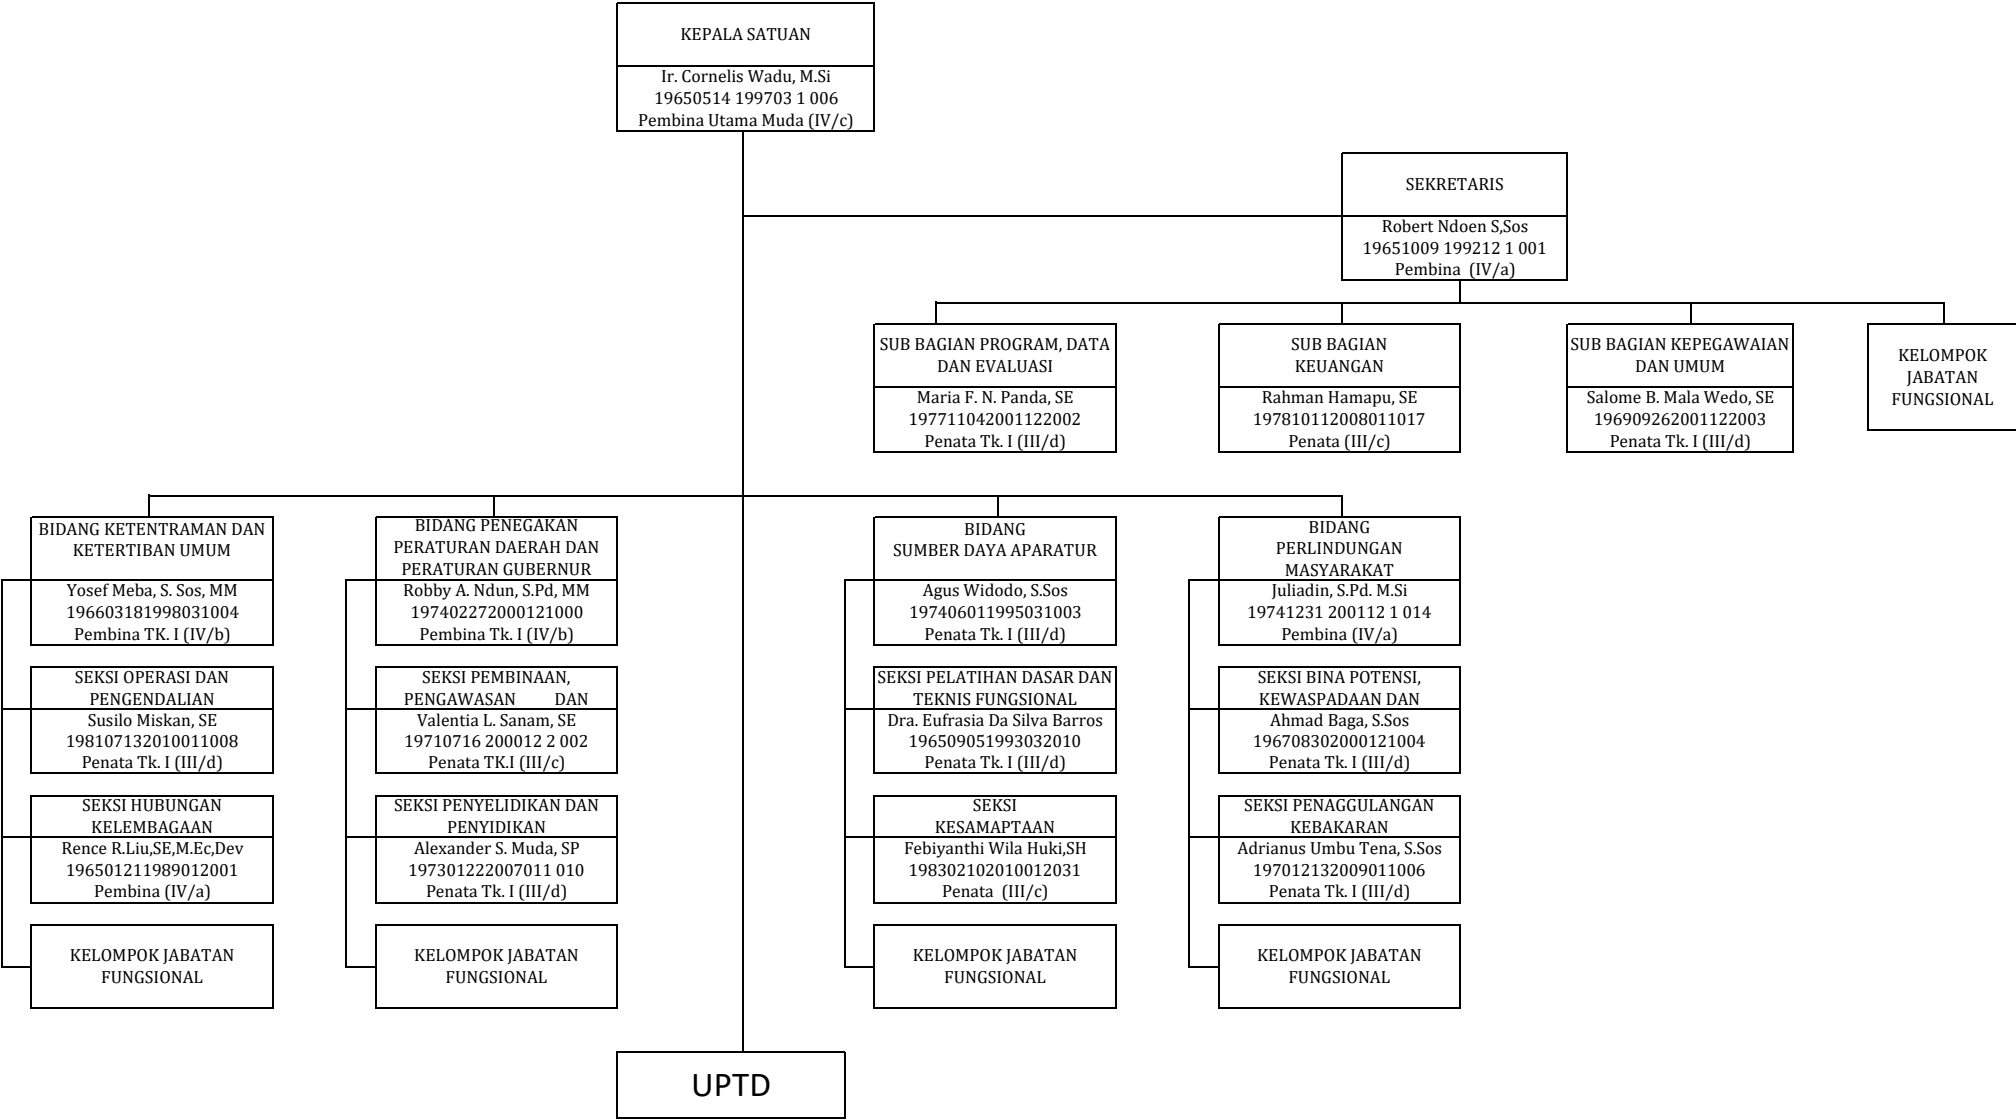 KEPALA SATUAN
Ir. Cornelis Wadu, M.Si
19650514 199703 1 006
Pembina Utama Muda (IV/c)
SEKRETARIS
Robert Ndoen S,Sos
19651009 199212 1 001
Pembina (IV/a)
SUB BAGIAN PROGRAM, DATA
DAN EVALUASI
Maria F. N. Panda, SE
197711042001122002
Penata Tk. I (III/d)
SUB BAGIAN
KEUANGAN
Rahman Hamapu, SE
197810112008011017
Penata (III/c)
SUB BAGIAN KEPEGAWAIAN
DAN UMUM
Salome B. Mala Wedo, SE
196909262001122003
Penata Tk. I (III/d)
KELOMPOK
JABATAN
FUNGSIONAL
BIDANG KETENTRAMAN DAN
KETERTIBAN UMUM
Yosef Meba, S. Sos, MM
196603181998031004
Pembina TK. I (IV/b)
SEKSI OPERASI DAN
PENGENDALIAN
Susilo Miskan, SE
198107132010011008
Penata Tk. I (III/d)
SEKSI HUBUNGAN
KELEMBAGAAN
Rence R.Liu,SE,M.Ec,Dev
196501211989012001
Pembina (IV/a)
KELOMPOK JABATAN
FUNGSIONAL
BIDANG PENEGAKAN
PERATURAN DAERAH DAN
PERATURAN GUBERNUR
Robby A. Ndun, S.Pd, MM
197402272000121000
Pembina Tk. I (IV/b)
SEKSI PEMBINAAN,
PENGAWASAN DAN
Valentia L. Sanam, SE
19710716 200012 2 002
Penata TK.I (III/c)
SEKSI PENYELIDIKAN DAN
PENYIDIKAN
Alexander S. Muda, SP
197301222007011 010
Penata Tk. I (III/d)
KELOMPOK JABATAN
FUNGSIONAL
BIDANG
SUMBER DAYA APARATUR
Agus Widodo, S.Sos
197406011995031003
Penata Tk. I (III/d)
SEKSI PELATIHAN DASAR DAN
TEKNIS FUNGSIONAL
Dra. Eufrasia Da Silva Barros
196509051993032010
Penata Tk. I (III/d)
SEKSI
KESAMAPTAAN
Febiyanthi Wila Huki,SH
198302102010012031
Penata (III/c)
KELOMPOK JABATAN
FUNGSIONAL
BIDANG
PERLINDUNGAN
MASYARAKAT
Juliadin, S.Pd. M.Si
19741231 200112 1 014
Pembina (IV/a)
SEKSI BINA POTENSI,
KEWASPADAAN DAN
Ahmad Baga, S.Sos
196708302000121004
Penata Tk. I (III/d)
SEKSI PENAGGULANGAN
KEBAKARAN
Adrianus Umbu Tena, S.Sos
197012132009011006
Penata Tk. I (III/d)
KELOMPOK JABATAN
FUNGSIONAL
UPTD